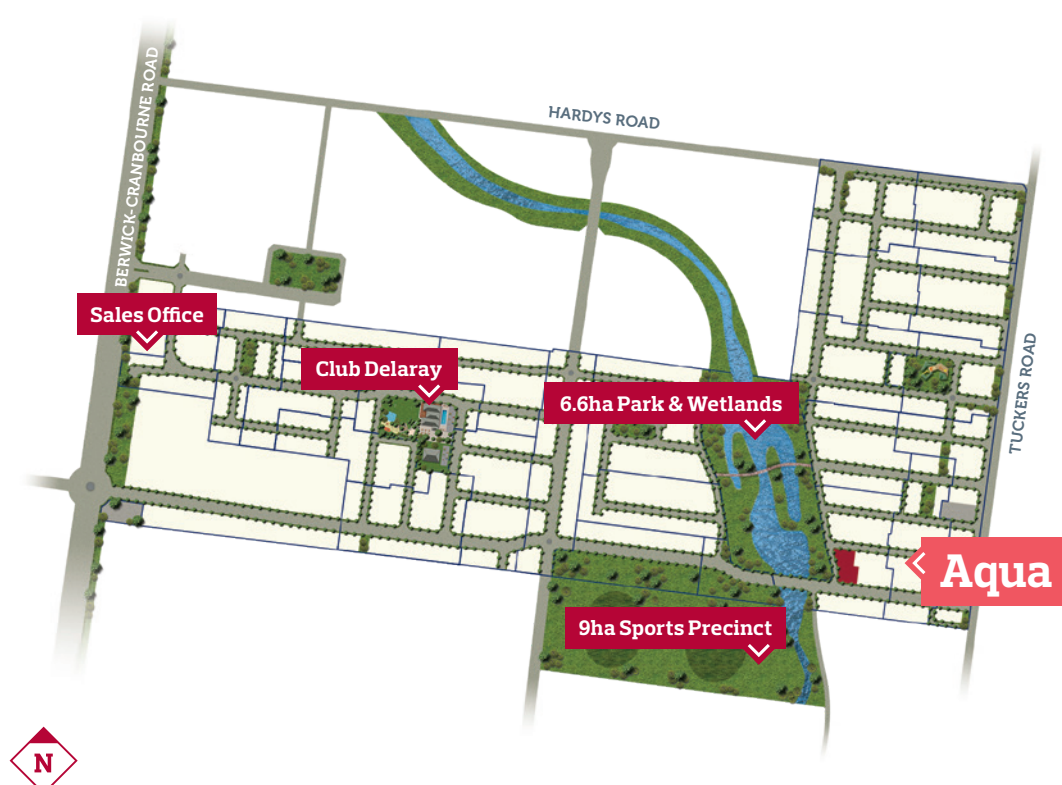 BERWICK-CRANBOURNE ROAD
HARDYS ROAD
Sales Office
Club Delaray
TUCKERS ROAD
6.6ha Park & Wetlands
Aqua
9ha Sports Precinct
N